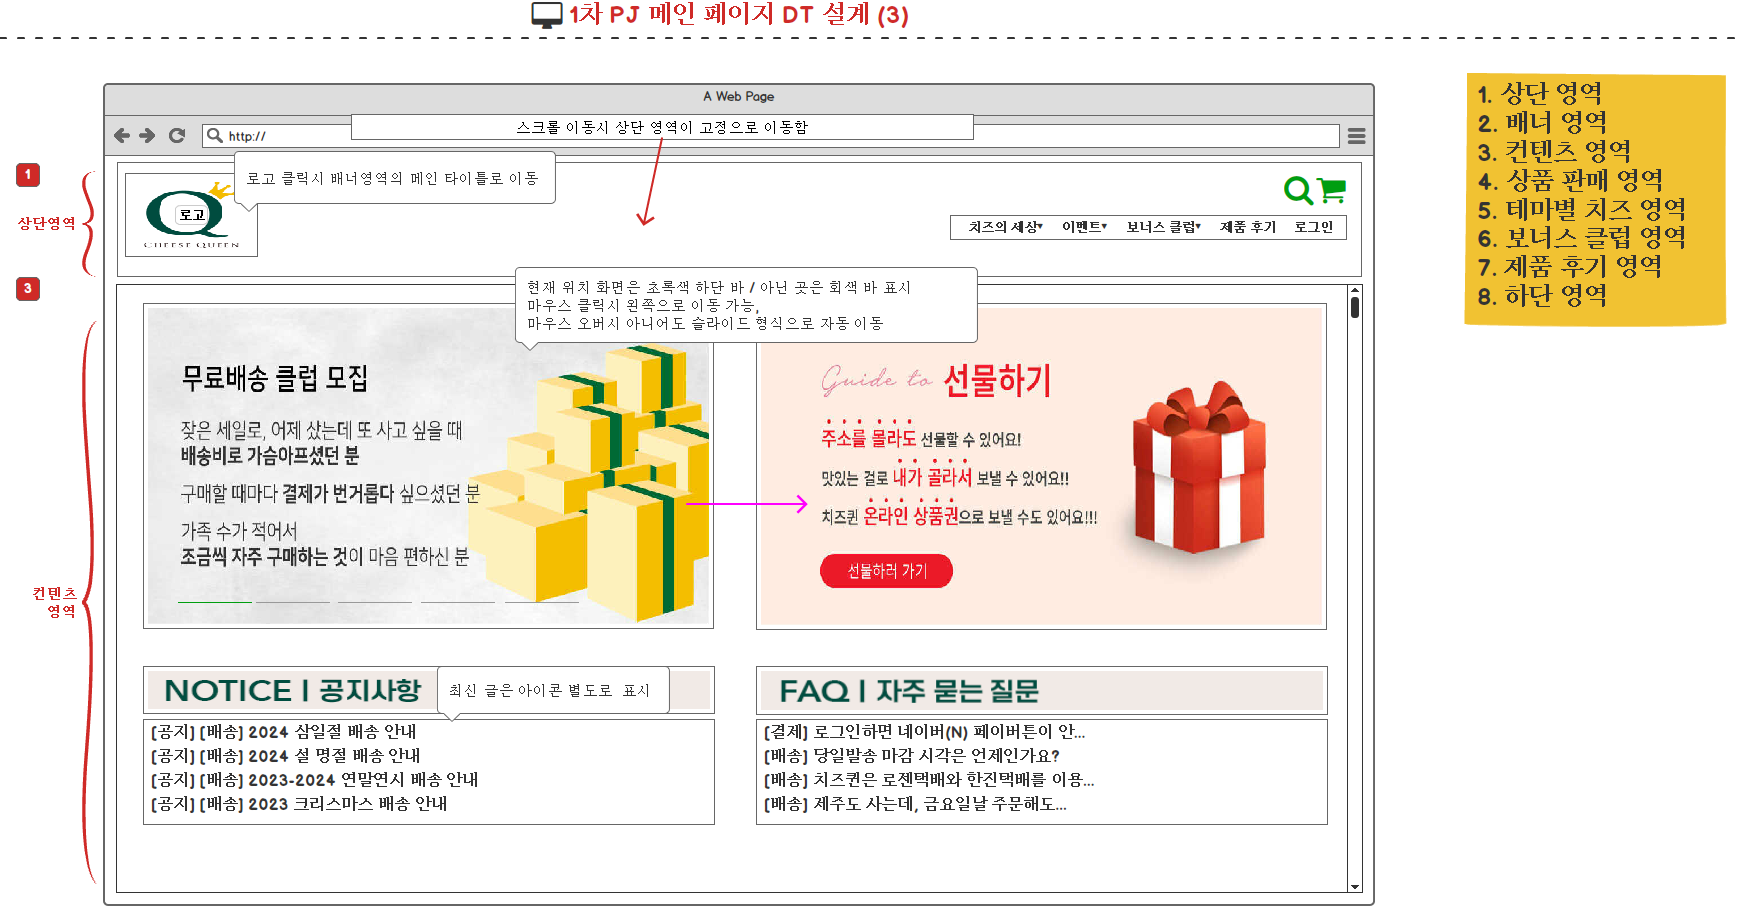 1차 PJ 메인 페이지 DT 설계 (3)
A Web Page
http://
스크롤 이동시 상단 영역이 고정으로 이동함
1
상단영역
로고 클릭시 배너영역의 메인 타이틀로 이동
로고
CHEESE QUEEN
치즈의 세상▾ 이벤트▾ 보너스 클럽▾ 제품 후기 로그인
3
컨텐츠
영역
현재 위치 화면은 초록색 하단 바 / 아닌 곳은 회색 바 표시
마우스 클릭시 왼쪽으로 이동 가능,
마우스 오버시 아니어도 슬라이드 형식으로 자동 이동
무료배송 클럽 모집
잦은 세일로, 어제 샀는데 또 사고 싶을 때
배송비로 가슴아프셨던 분
구매할 때마다 결제가 번거롭다 싶으셨던 분
가족 수가 적어서
조금씩 자주 구매하는 것이 마음 편하신 분
Guide to 선물하기
주소를 몰라도 선물할 수 있어요!
맛있는 걸로 내가 골라서 보낼 수 있어요!!
치즈퀸 온라인 상품권으로 보낼 수도 있어요!!!
선물하러 가기
NOTICE | 공지사항
최신 글은 아이콘 별도로 표시
[공지] [배송] 2024 삼일절 배송 안내
[공지] [배송] 2024 설 명절 배송 안내
[공지] [배송] 2023-2024 연말연시 배송 안내
[공지] [배송] 2023 크리스마스 배송 안내
FAQ | 자주 묻는 질문
[결제] 로그인하면 네이버(N) 페이버튼이 안...
[배송] 당일발송 마감 시각은 언제인가요?
[배송] 치즈퀸은 로젠택배와 한진택배를 이용...
[배송] 제주도 사는데, 금요일날 주문해도...
1. 상단 영역
2. 배너 영역
3. 컨텐츠 영역
4. 상품 판매 영역
5. 테마별 치즈 영역
6. 보너스 클럽 영역
7. 제품 후기 영역
8. 하단 영역